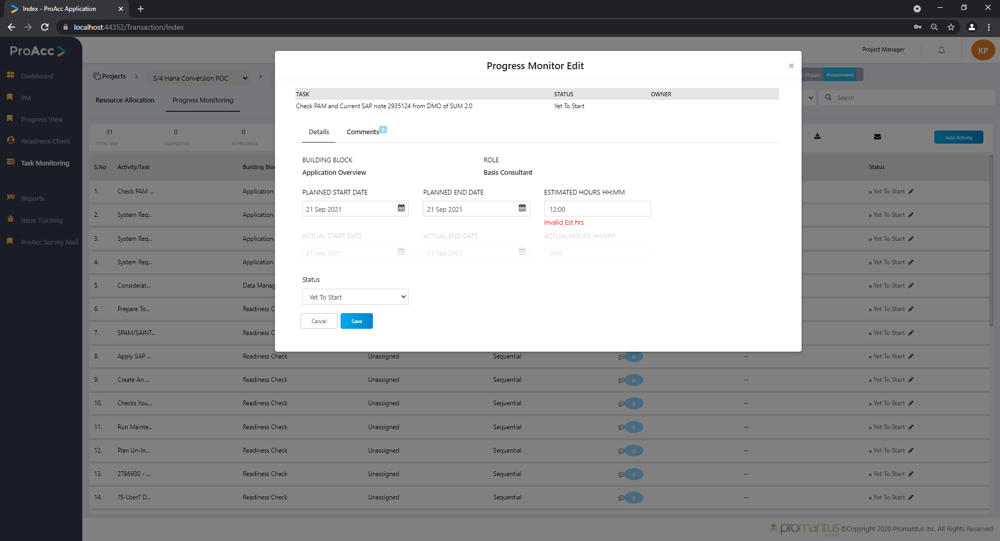 Index - ProAcc Application
localhost:44352/Transaction/Index
ProAcc
Project Manager
KP
Dashboard
PM
Progress View
Readiness Check
Task Monitoring
Reports
Issue Tracking
ProAcc Survey Mail
Projects
S/4 Hana Conversion POC
Phase: Assessment
Resource Allocation Progress Monitoring
Search
31 0 0
TOTAL TASK COMPLETION IN PROGRESS
Add Activity
S.No Activity/Task Status
1. Check PAM ... Application Yet To Start
2. System Req... Application Yet To Start
3. System Req... Application Yet To Start
4. System Req... Application Yet To Start
5. Considerat... Yet To Start
6. Prepare To... Yet To Start
7. SPAM/SAINT... Yet To Start
8. Apply SAP ... Readiness Check Unassigned Sequential 0 -- Yet To Start
9. Create An ... Readiness Check Unassigned Sequential 0 -- Yet To Start
10. Checks You... Readiness Check Unassigned Sequential 0 -- Yet To Start
11. Run Mainte... Readiness Check Unassigned Sequential 0 -- Yet To Start
12. Plan Un-In... Readiness Check Unassigned Sequential 0 -- Yet To Start
13. 2786930 - ... Readiness Check Unassigned Sequential 0 -- Yet To Start
14. ?S-User? D... Readiness Check Unassigned Sequential 0 -- Yet To Start
Progress Monitor Edit
TASK STATUS OWNER
Check PAM and Current SAP note 2935124 from DMO of SUM 2.0 Yet To Start
Details Comments 0
BUILDING BLOCK ROLE
Application Overview Basis Consultant
PLANNED START DATE PLANNED END DATE ESTIMATED HOURS HH:MM
21 Sep 2021 21 Sep 2021 12:00
Invalid Est hrs
ACTUAL START DATE ACTUAL END DATE ACTUAL HOURS HH:MM
21 Sep 2021 21 Sep 2021 0:00
Status
Yet To Start
Cancel Save
promantus
services
©Copyright 2020 Promantus Inc, All Rights Reserved